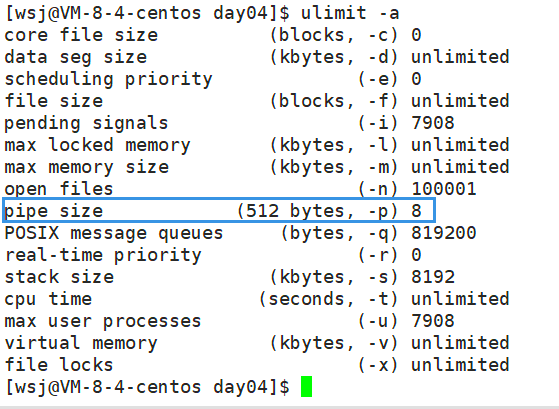 [wsj@VM-8-4-centos day04]$ ulimit -a
core file size          (blocks, -c) 0
data seg size           (kbytes, -d) unlimited
scheduling priority             (-e) 0
file size               (blocks, -f) unlimited
pending signals                 (-i) 7908
max locked memory       (kbytes, -l) unlimited
max memory size         (kbytes, -m) unlimited
open files                      (-n) 100001
pipe size            (512 bytes, -p) 8
POSIX message queues     (bytes, -q) 819200
real-time priority              (-r) 0
stack size              (kbytes, -s) 8192
cpu time               (seconds, -t) unlimited
max user processes              (-u) 7908
virtual memory          (kbytes, -v) unlimited
file locks                      (-x) unlimited
[wsj@VM-8-4-centos day04]$